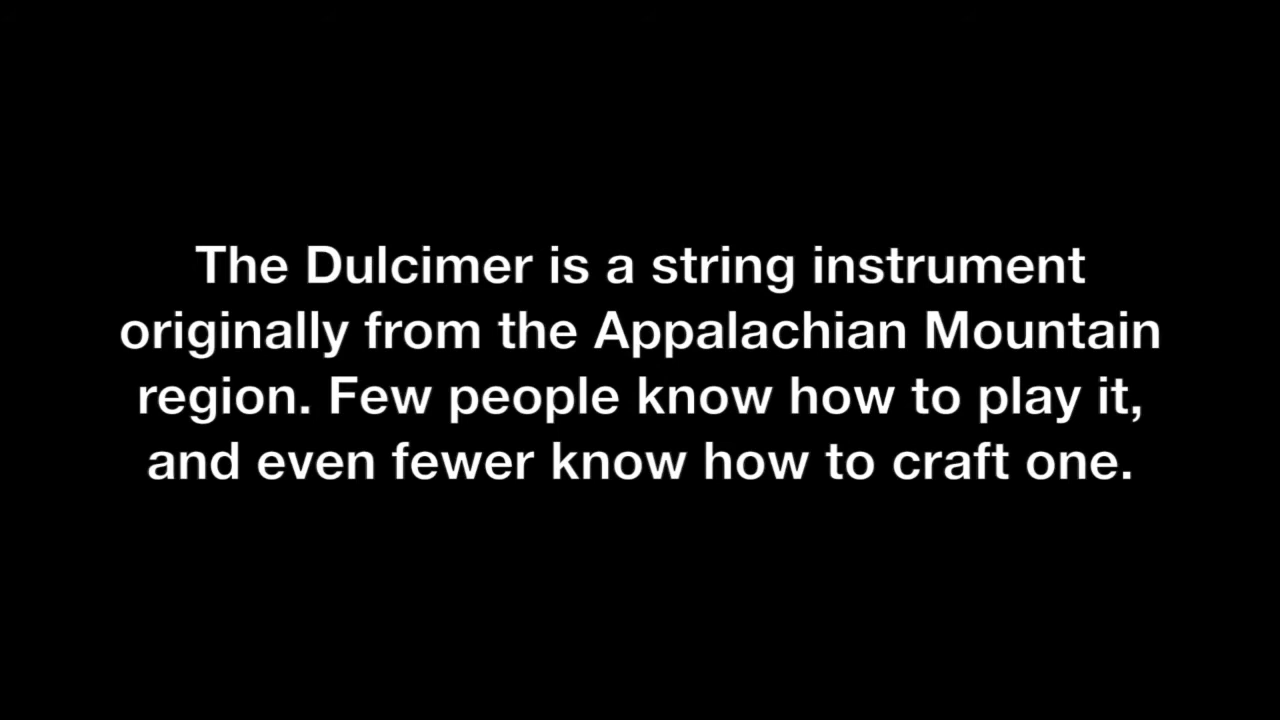 The Dulcimer is a string instrument
originally from the Appalachian Mountain
region. Few people know how to play it,
and even fewer know how to craft one.